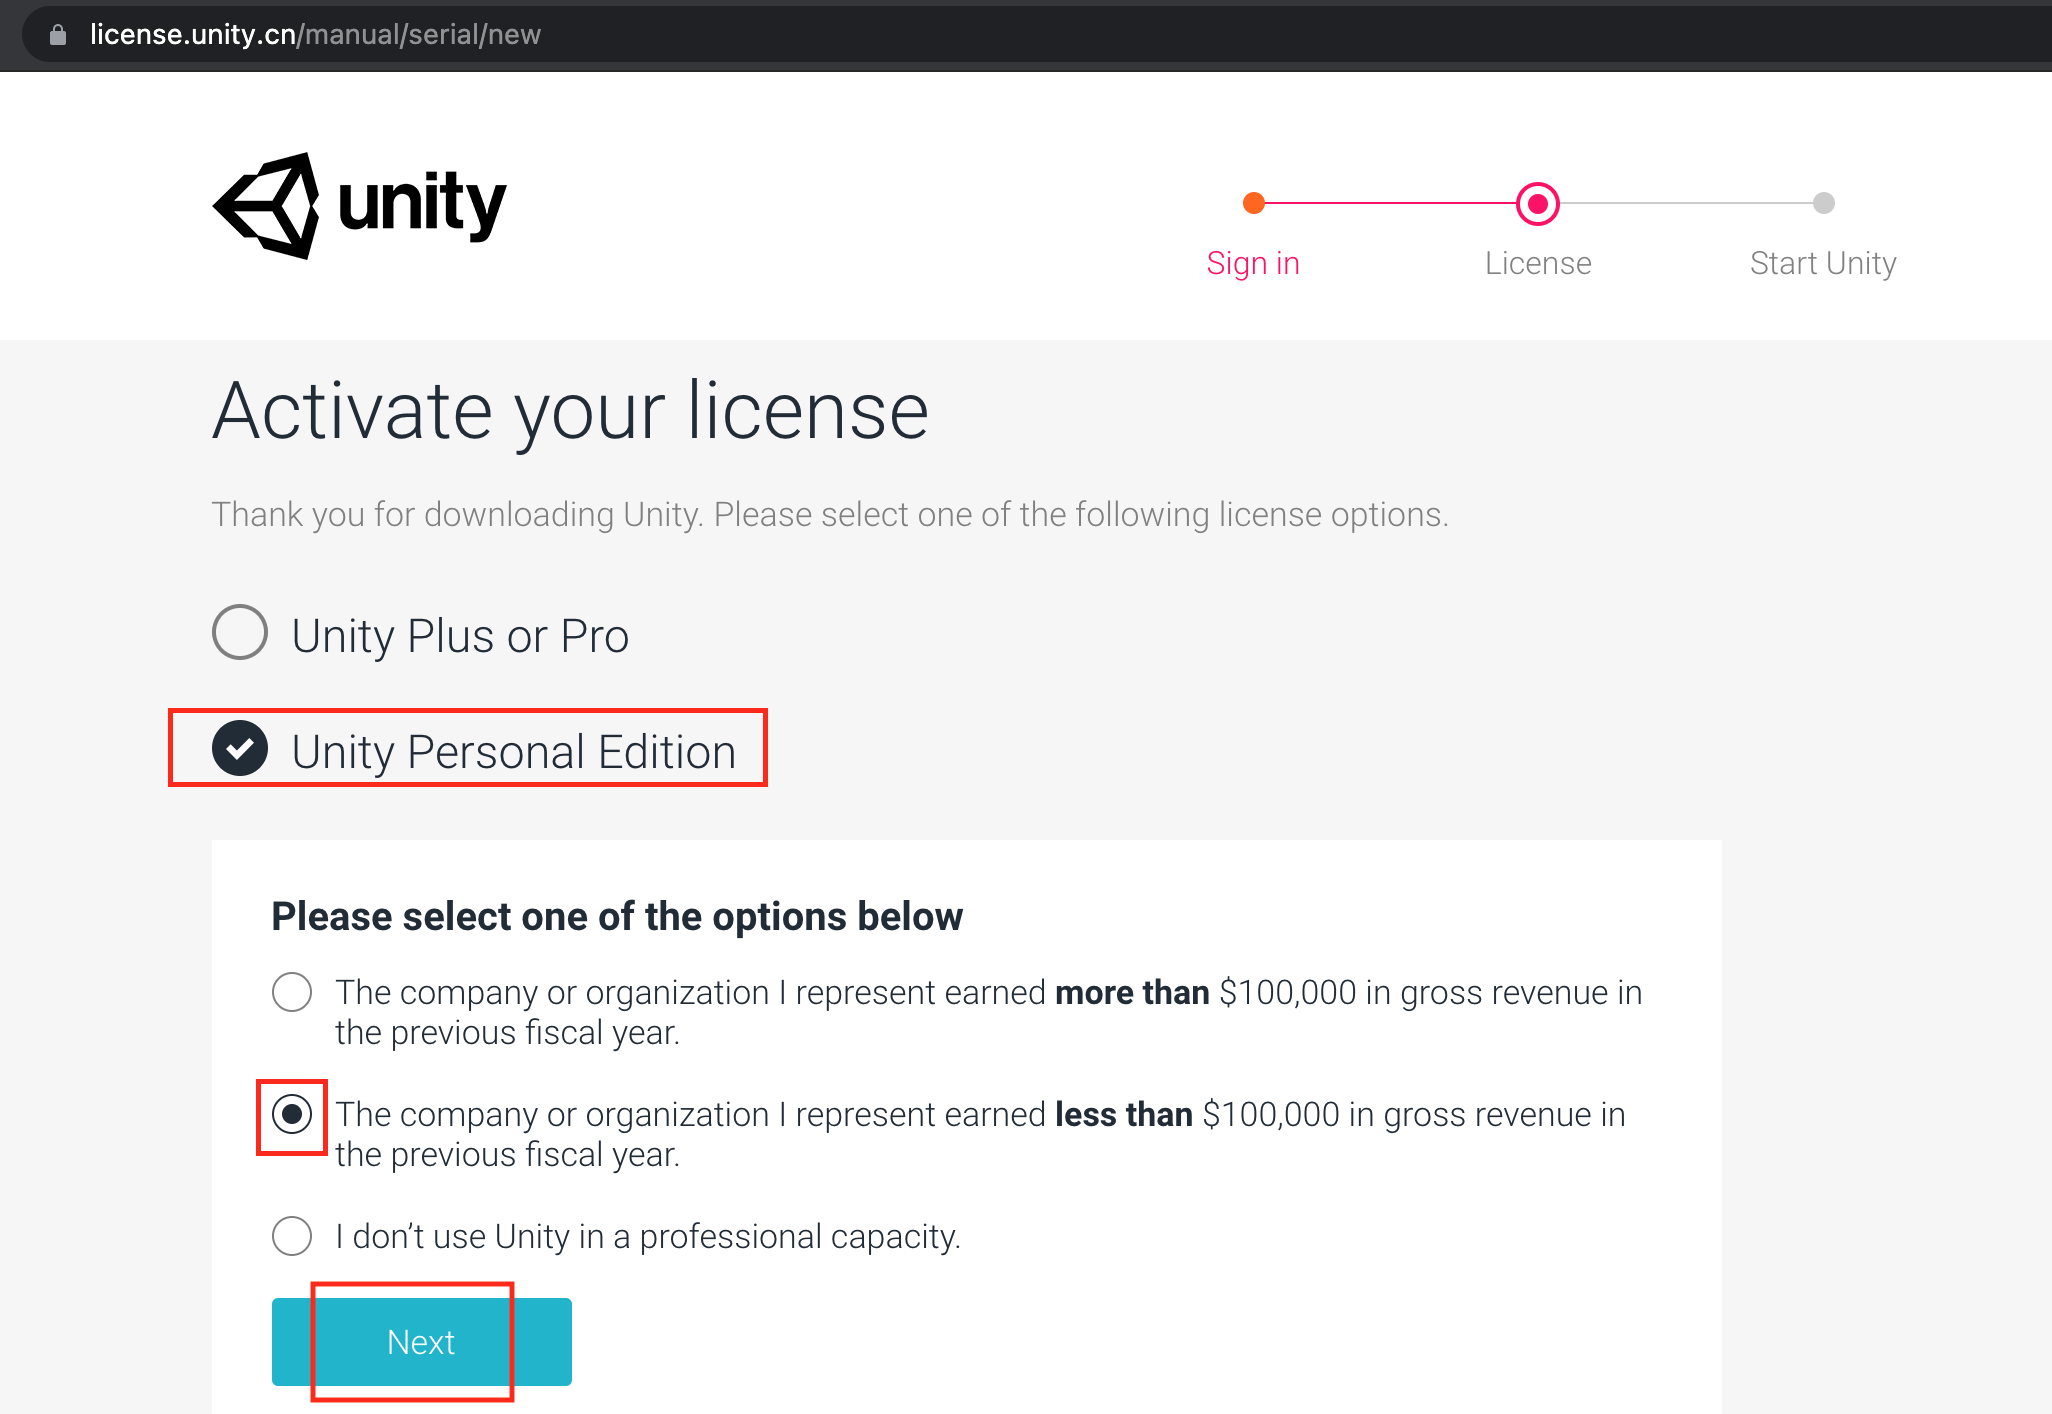 license.unity.cn/manual/serial/new
unity
Sign in
License
Start Unity
Activate your license
Thank you for downloading Unity. Please select one of the following license options.
Unity Plus or Pro
Unity Personal Edition
Please select one of the options below
The company or organization I represent earned more than $100,000 in gross revenue in
the previous fiscal year.
The company or organization I represent earned less than $100,000 in gross revenue in
the previous fiscal year.
I don’t use Unity in a professional capacity.
Next